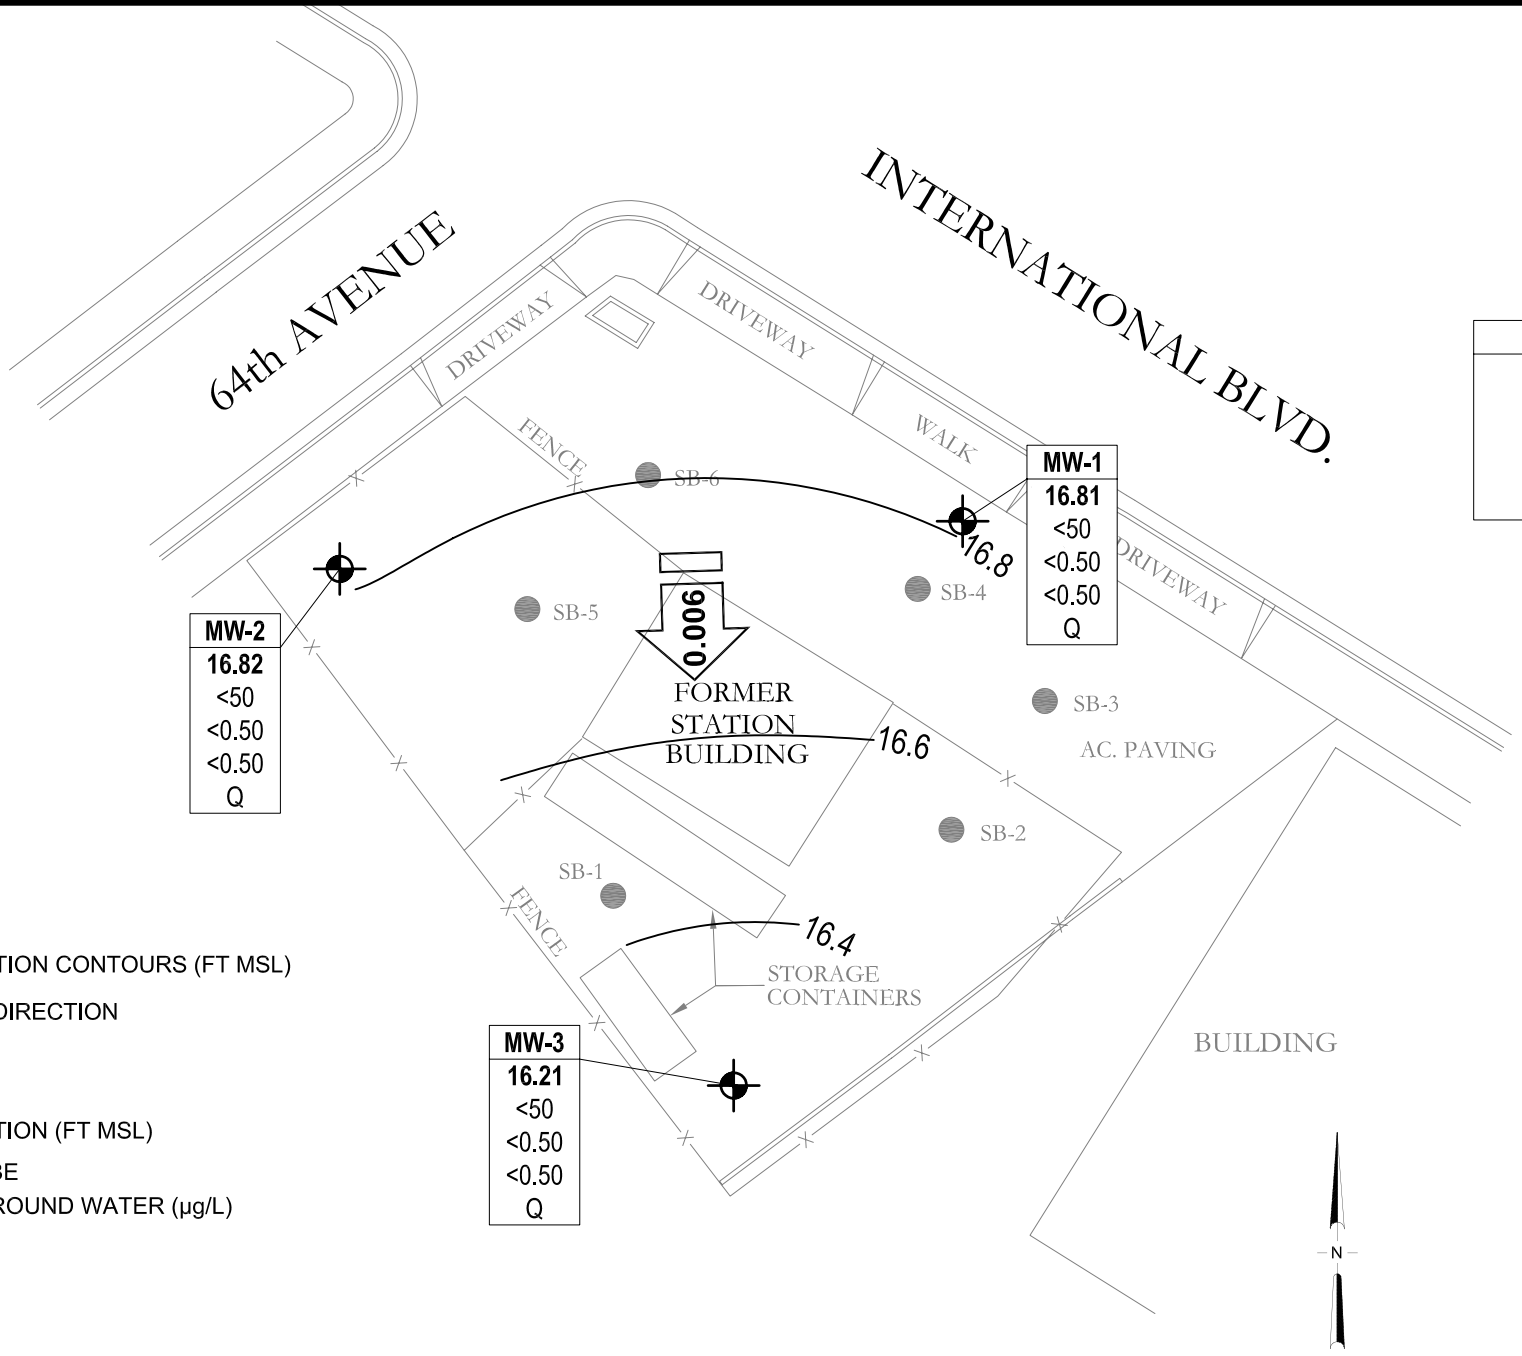 64th AVENUE
INTERNATIONAL BLVD.
DRIVEWAY
DRIVEWAY
WALK
DRIVEWAY
FENCE
SB-6
MW-1
16.81
<50
<0.50
<0.50
Q
16.8
SB-4
SB-5
0.006
MW-2
16.82
<50
<0.50
<0.50
Q
FORMER
STATION
BUILDING
16.6
SB-3
AC. PAVING
SB-2
SB-1
FENCE
16.4
STORAGE
CONTAINERS
TION CONTOURS (FT MSL)
DIRECTION
MW-3
16.21
<50
<0.50
<0.50
Q
BUILDING
TION (FT MSL)
BE
ROUND WATER (µg/L)
N